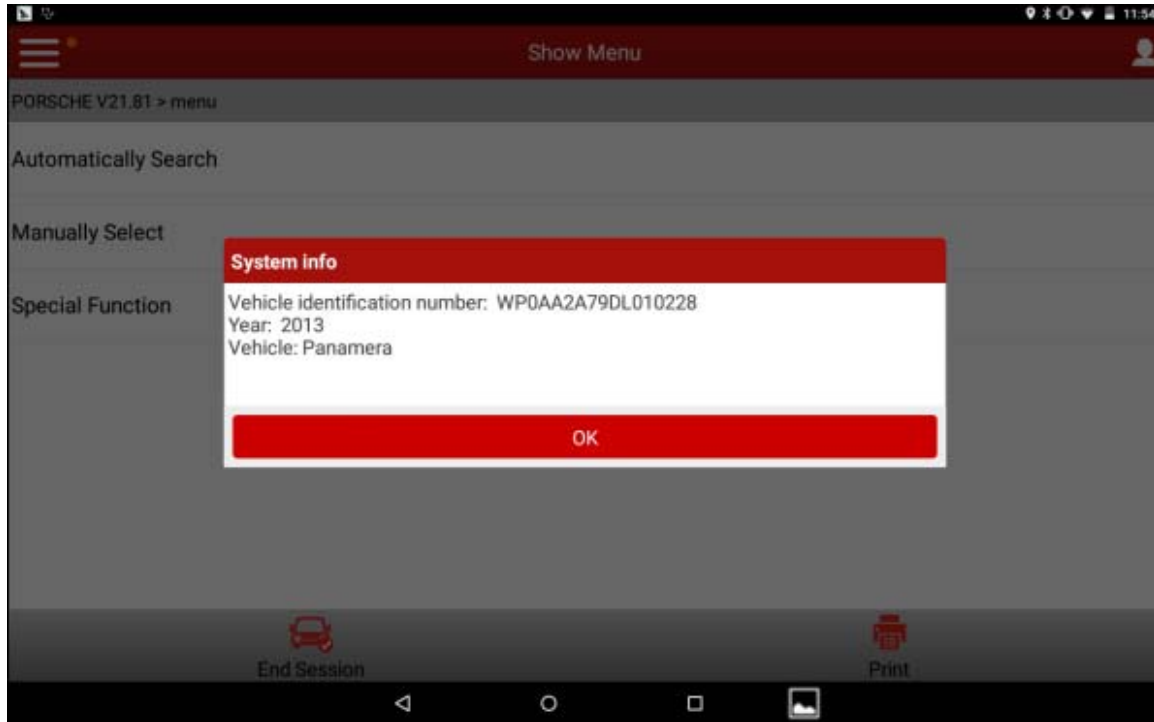 11:54
Show Menu
PORSCHE V21.81 > menu
Automatically Search
Manually Select
System info
Special Function
Vehicle identification number: WP0AA2A79DL010228
Year: 2013
Vehicle: Panamera
OK
End Session
Print